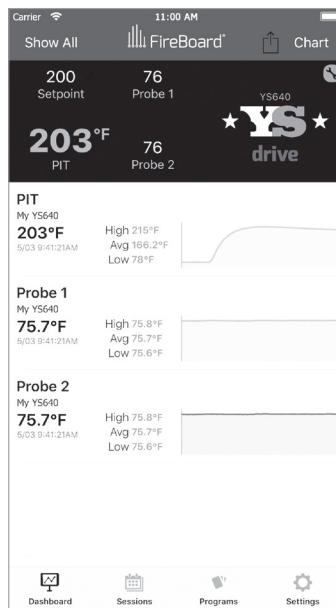 Carrier 11:00 AM
Show All FireBoard® Chart
200 76
Setpoint Probe 1
YS640
YS
203°F 76
PIT Probe 2
drive
PIT
My YS640
203°F
5/03 9:41:21AM
High 215°F
Avg 166.2°F
Low 78°F
Probe 1
My YS640
75.7°F
5/03 9:41:21AM
High 75.8°F
Avg 75.7°F
Low 75.6°F
Probe 2
My YS640
75.7°F
5/03 9:41:21AM
High 75.8°F
Avg 75.7°F
Low 75.6°F
Dashboard Sessions Programs Settings